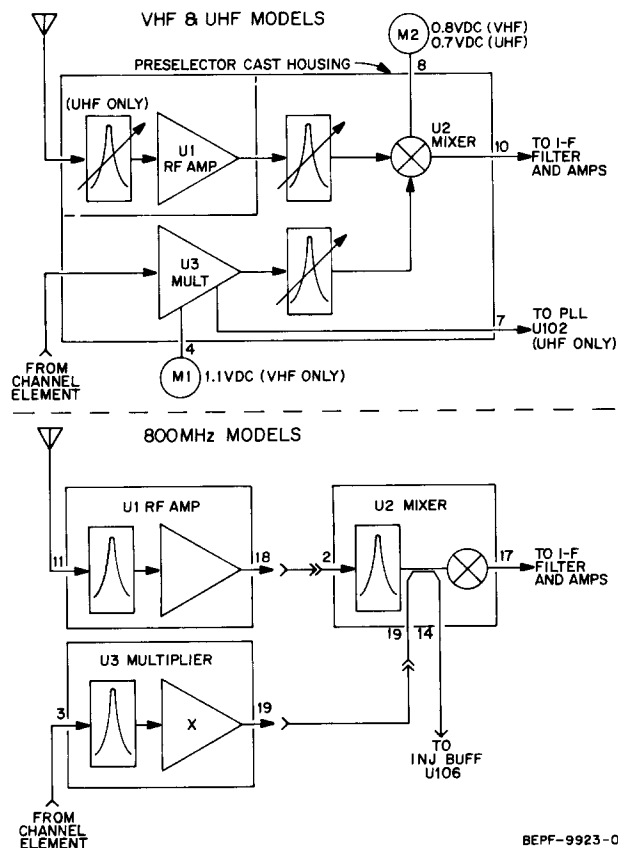 VHF & UHF MODELS
M2
0.8VDC (VHF)
0.7VDC (UHF)
PRESELECTOR CAST HOUSING
8
(UHF ONLY)
U1
RF AMP
U2
MIXER
10
TO I-F
FILTER
AND AMPS
U3
MULT
7
TO PLL
U102
(UHF ONLY)
4
FROM
CHANNEL
ELEMENT
M1
1.1VDC (VHF ONLY)
800MHz MODELS
U1 RF AMP
11
18
U2 MIXER
2
17
TO I-F
FILTER
AND AMPS
19
14
U3 MULTIPLIER
3
X
19
TO
INJ BUFF
U106
FROM
CHANNEL
ELEMENT
BEPF-9923-0